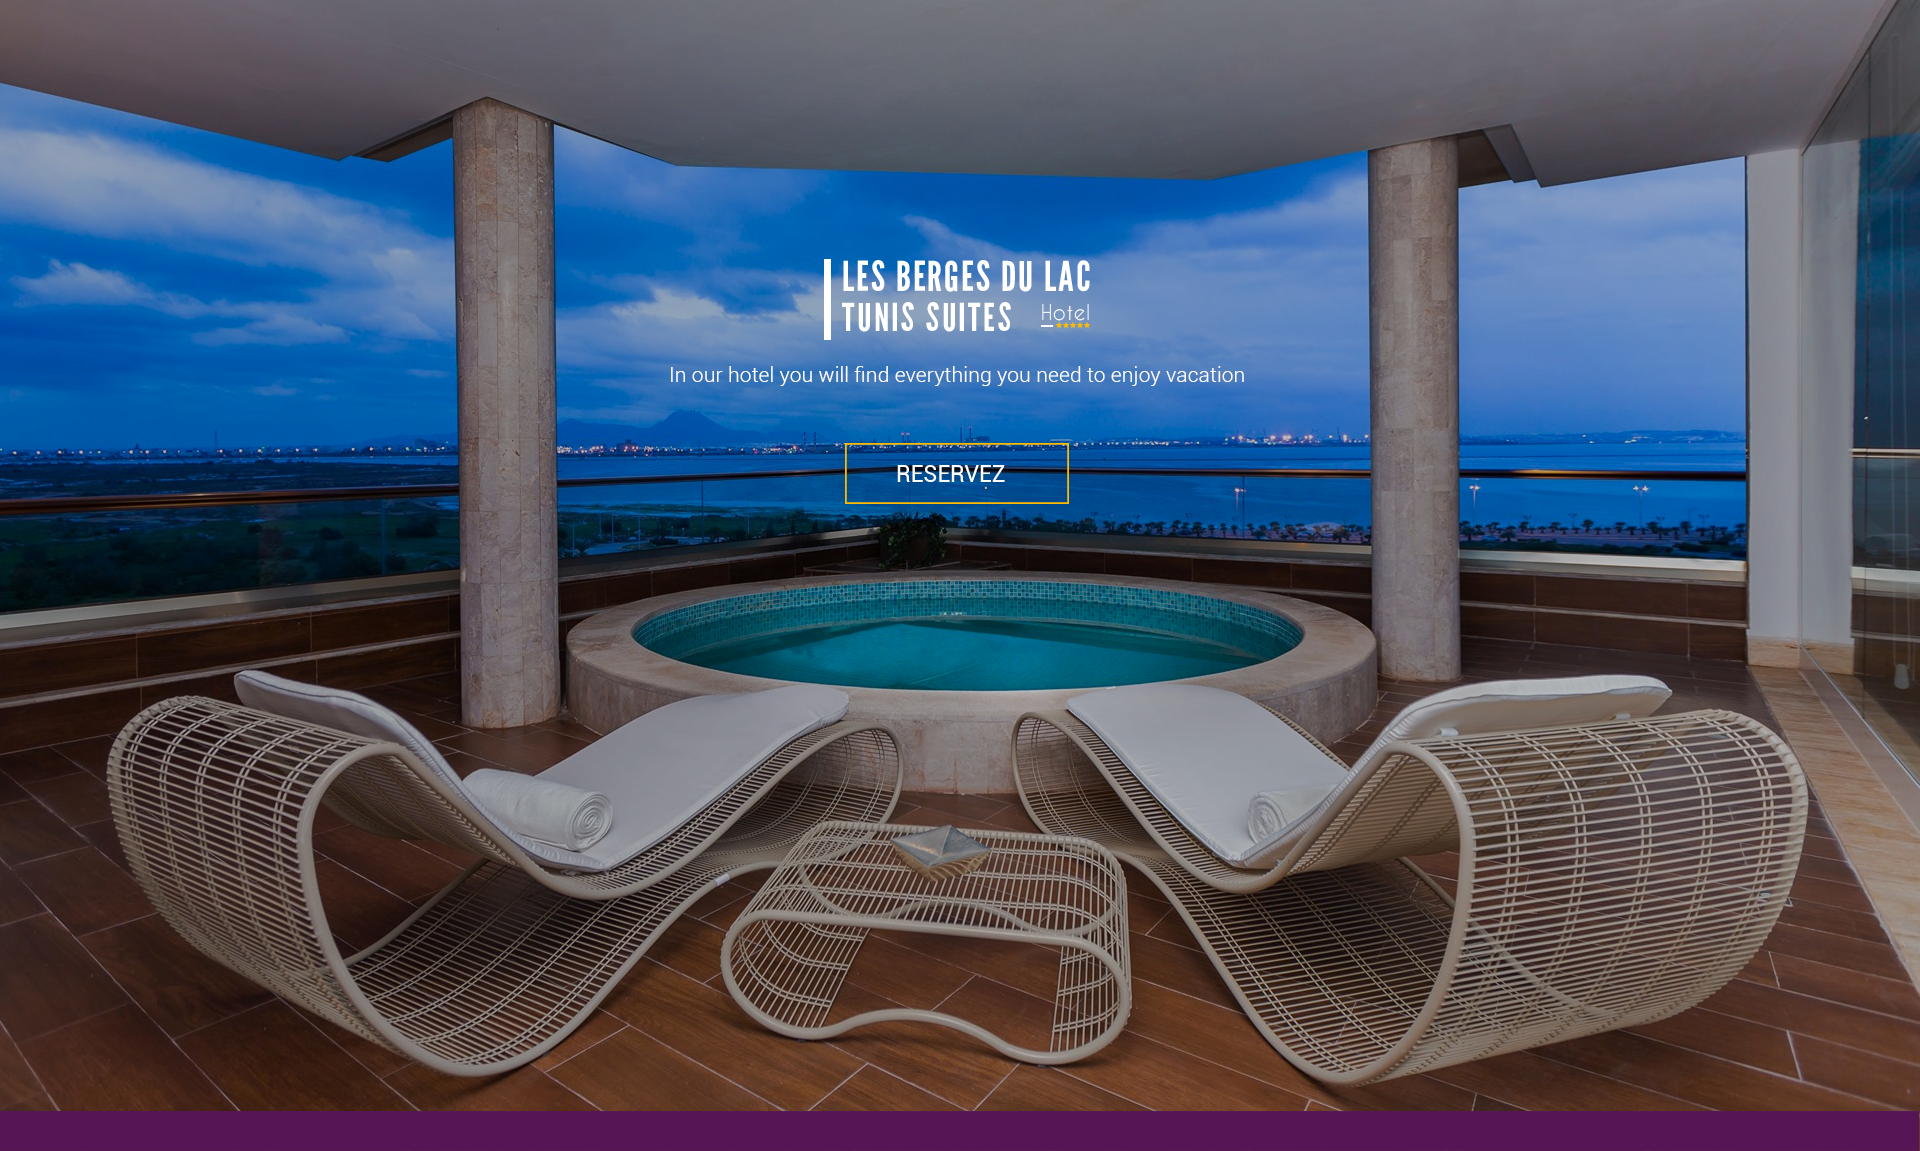 LES BERGES DU LAC
TUNIS SUITES Hotel
In our hotel you will find everything you need to enjoy vacation
RESERVEZ